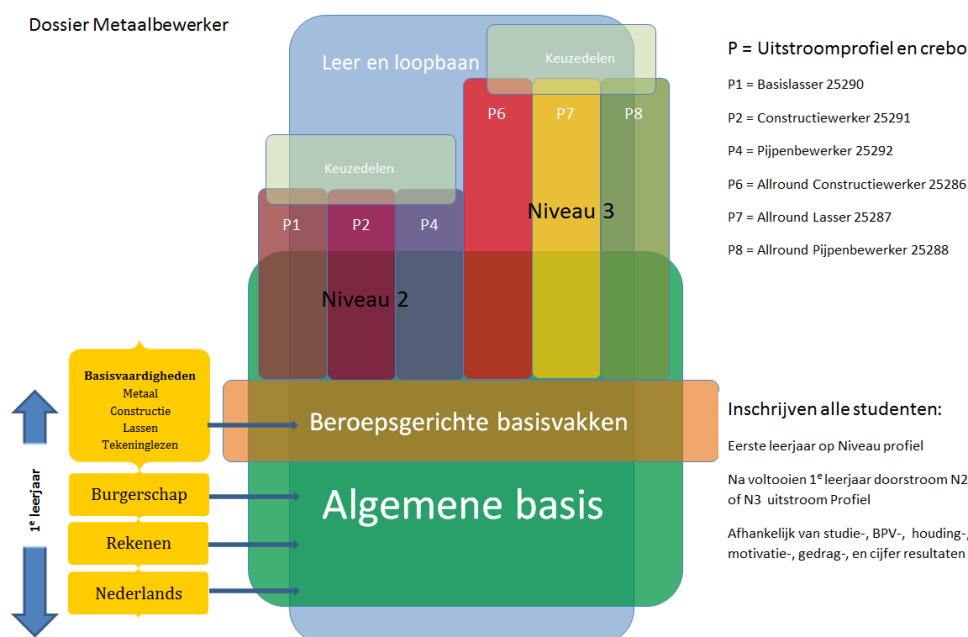 Dossier Metaalbewerker
Leer en loopbaan
Keuzedelen
P6
P7
P8
Keuzedelen
P1
P2
P4
Niveau 3
Niveau 2
Basisvaardigheden
Metaal
Constructie
Lassen
Tekeninglezen
Beroepsgerichte basisvakken
Burgerschap
Algemene basis
Rekenen
Nederlands
1e leerjaar
P = Uitstroomprofiel en crebo
P1 = Basislasser 25290
P2 = Constructiewerker 25291
P4 = Pijpenbewerker 25292
P6 = Allround Constructiewerker 25286
P7 = Allround Lasser 25287
P8 = Allround Pijpenbewerker 25288
Inschrijven alle studenten:
Eerste leerjaar op Niveau profiel
Na voltooien 1e leerjaar doorstroom N2
of N3 uitstroom Profiel
Afhankelijk van studie-, BPV-, houding-,
motivatie-, gedrag-, en cijfer resultaten